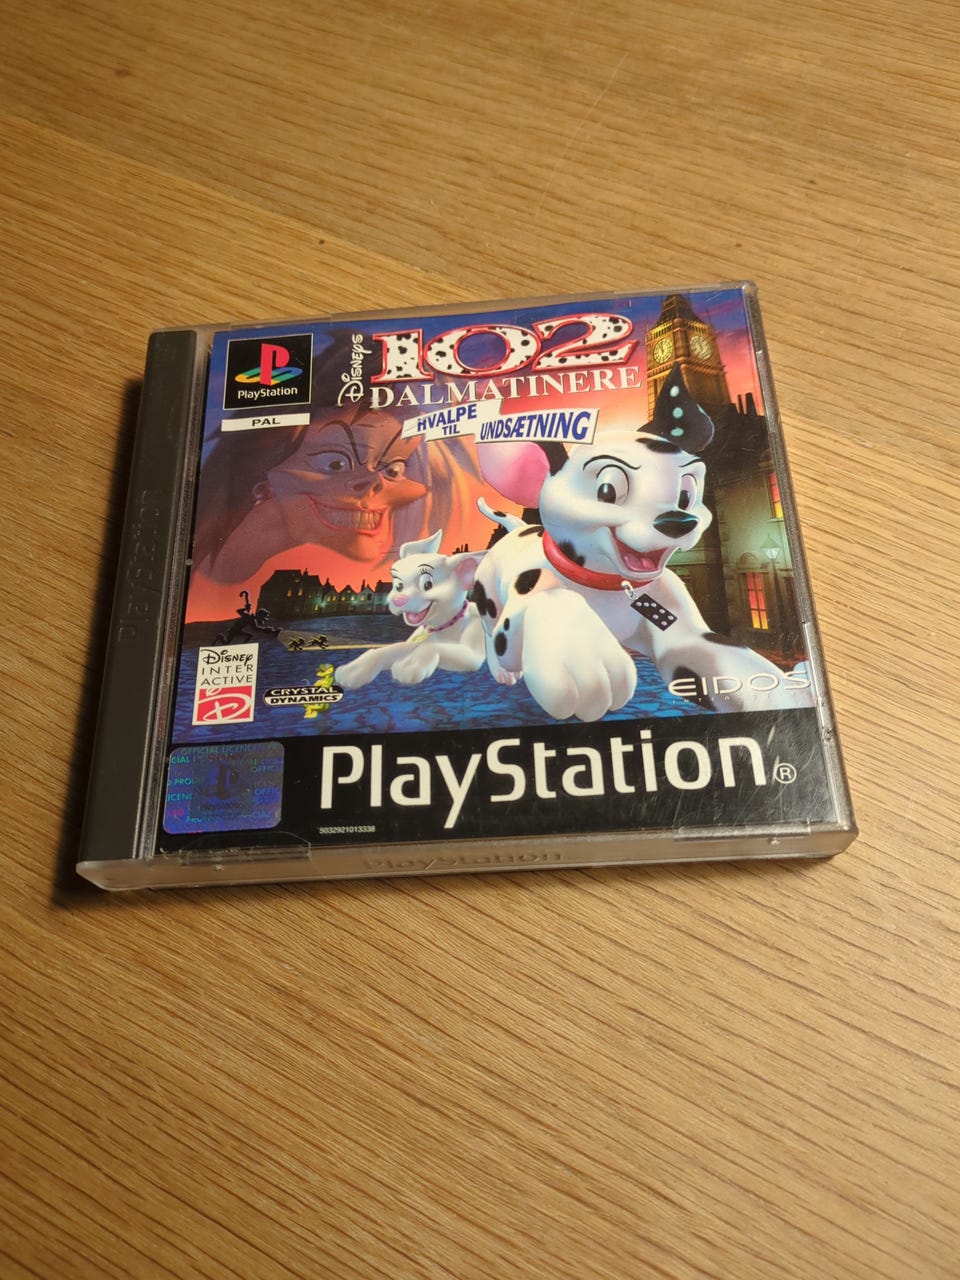 PlayStation
PAL
DISNEY'S
102
DALMATINERE
HVALPE
TIL
UNDSÆTNING
DISNEY
INTER
ACTIVE
CRYSTAL
DYNAMICS
EIDOS
PlayStation®
5032921013338
PlayStation
PlayStation